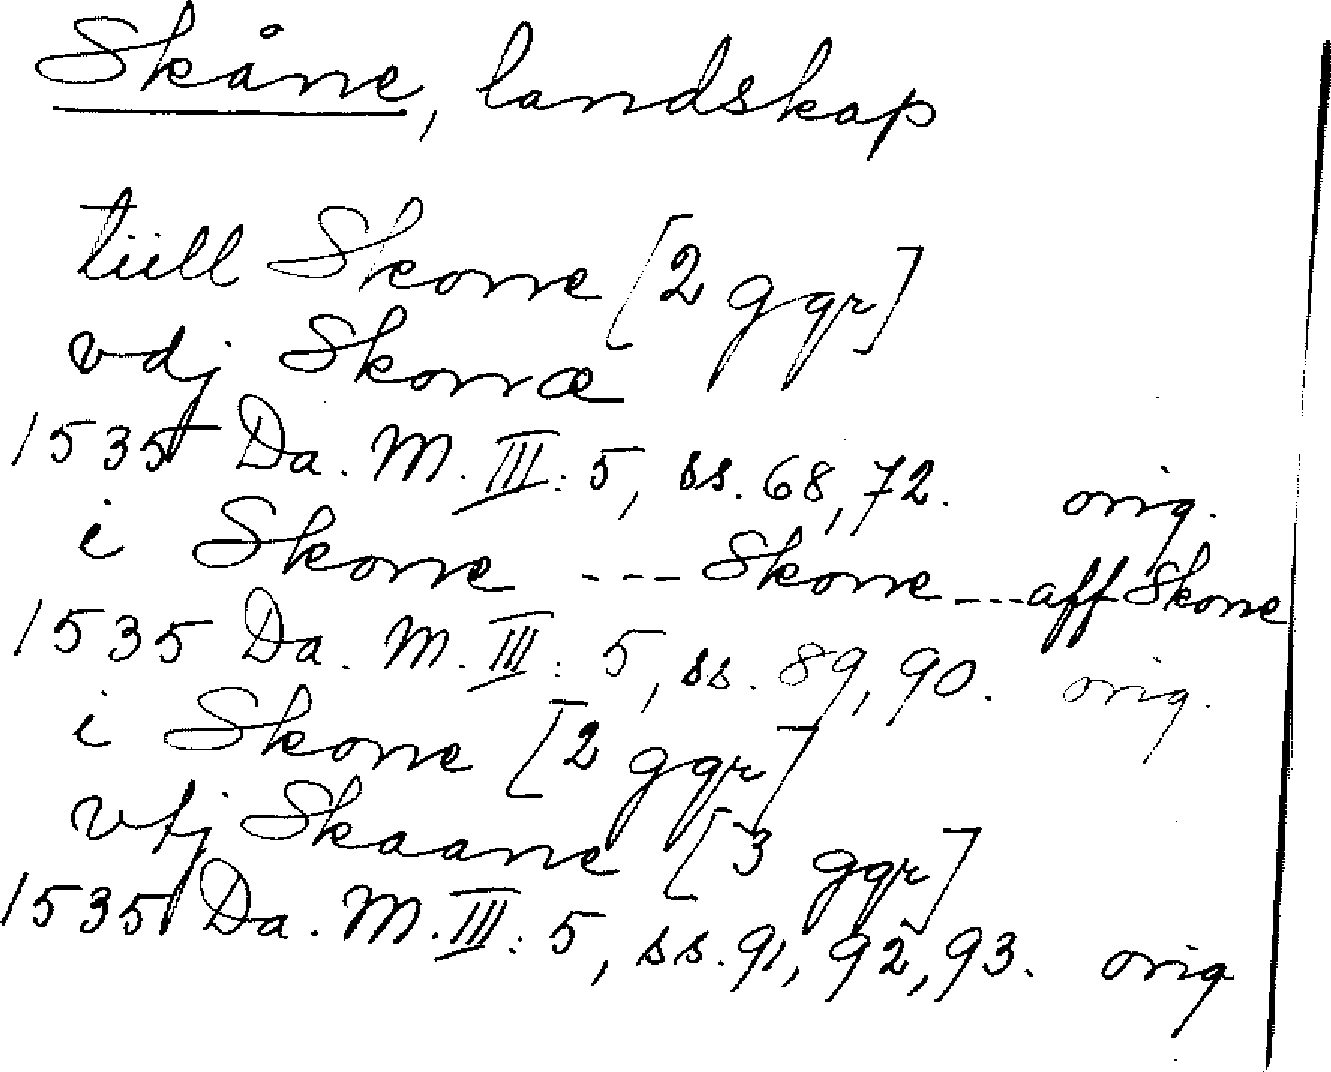 Skåne, landskap
tiill Skone [2 ggr]
vdj Skonæ
1535 Da. M. III: 5, ss. 68, 72. orig.
i Skone --- Skone --- aff Skone
1535 Da. M. III: 5, ss. 89, 90. orig.
i Skone [2 ggr]
vtj Skaane [3 ggr]
1535 Da. M. III: 5, ss. 91, 92, 93. orig